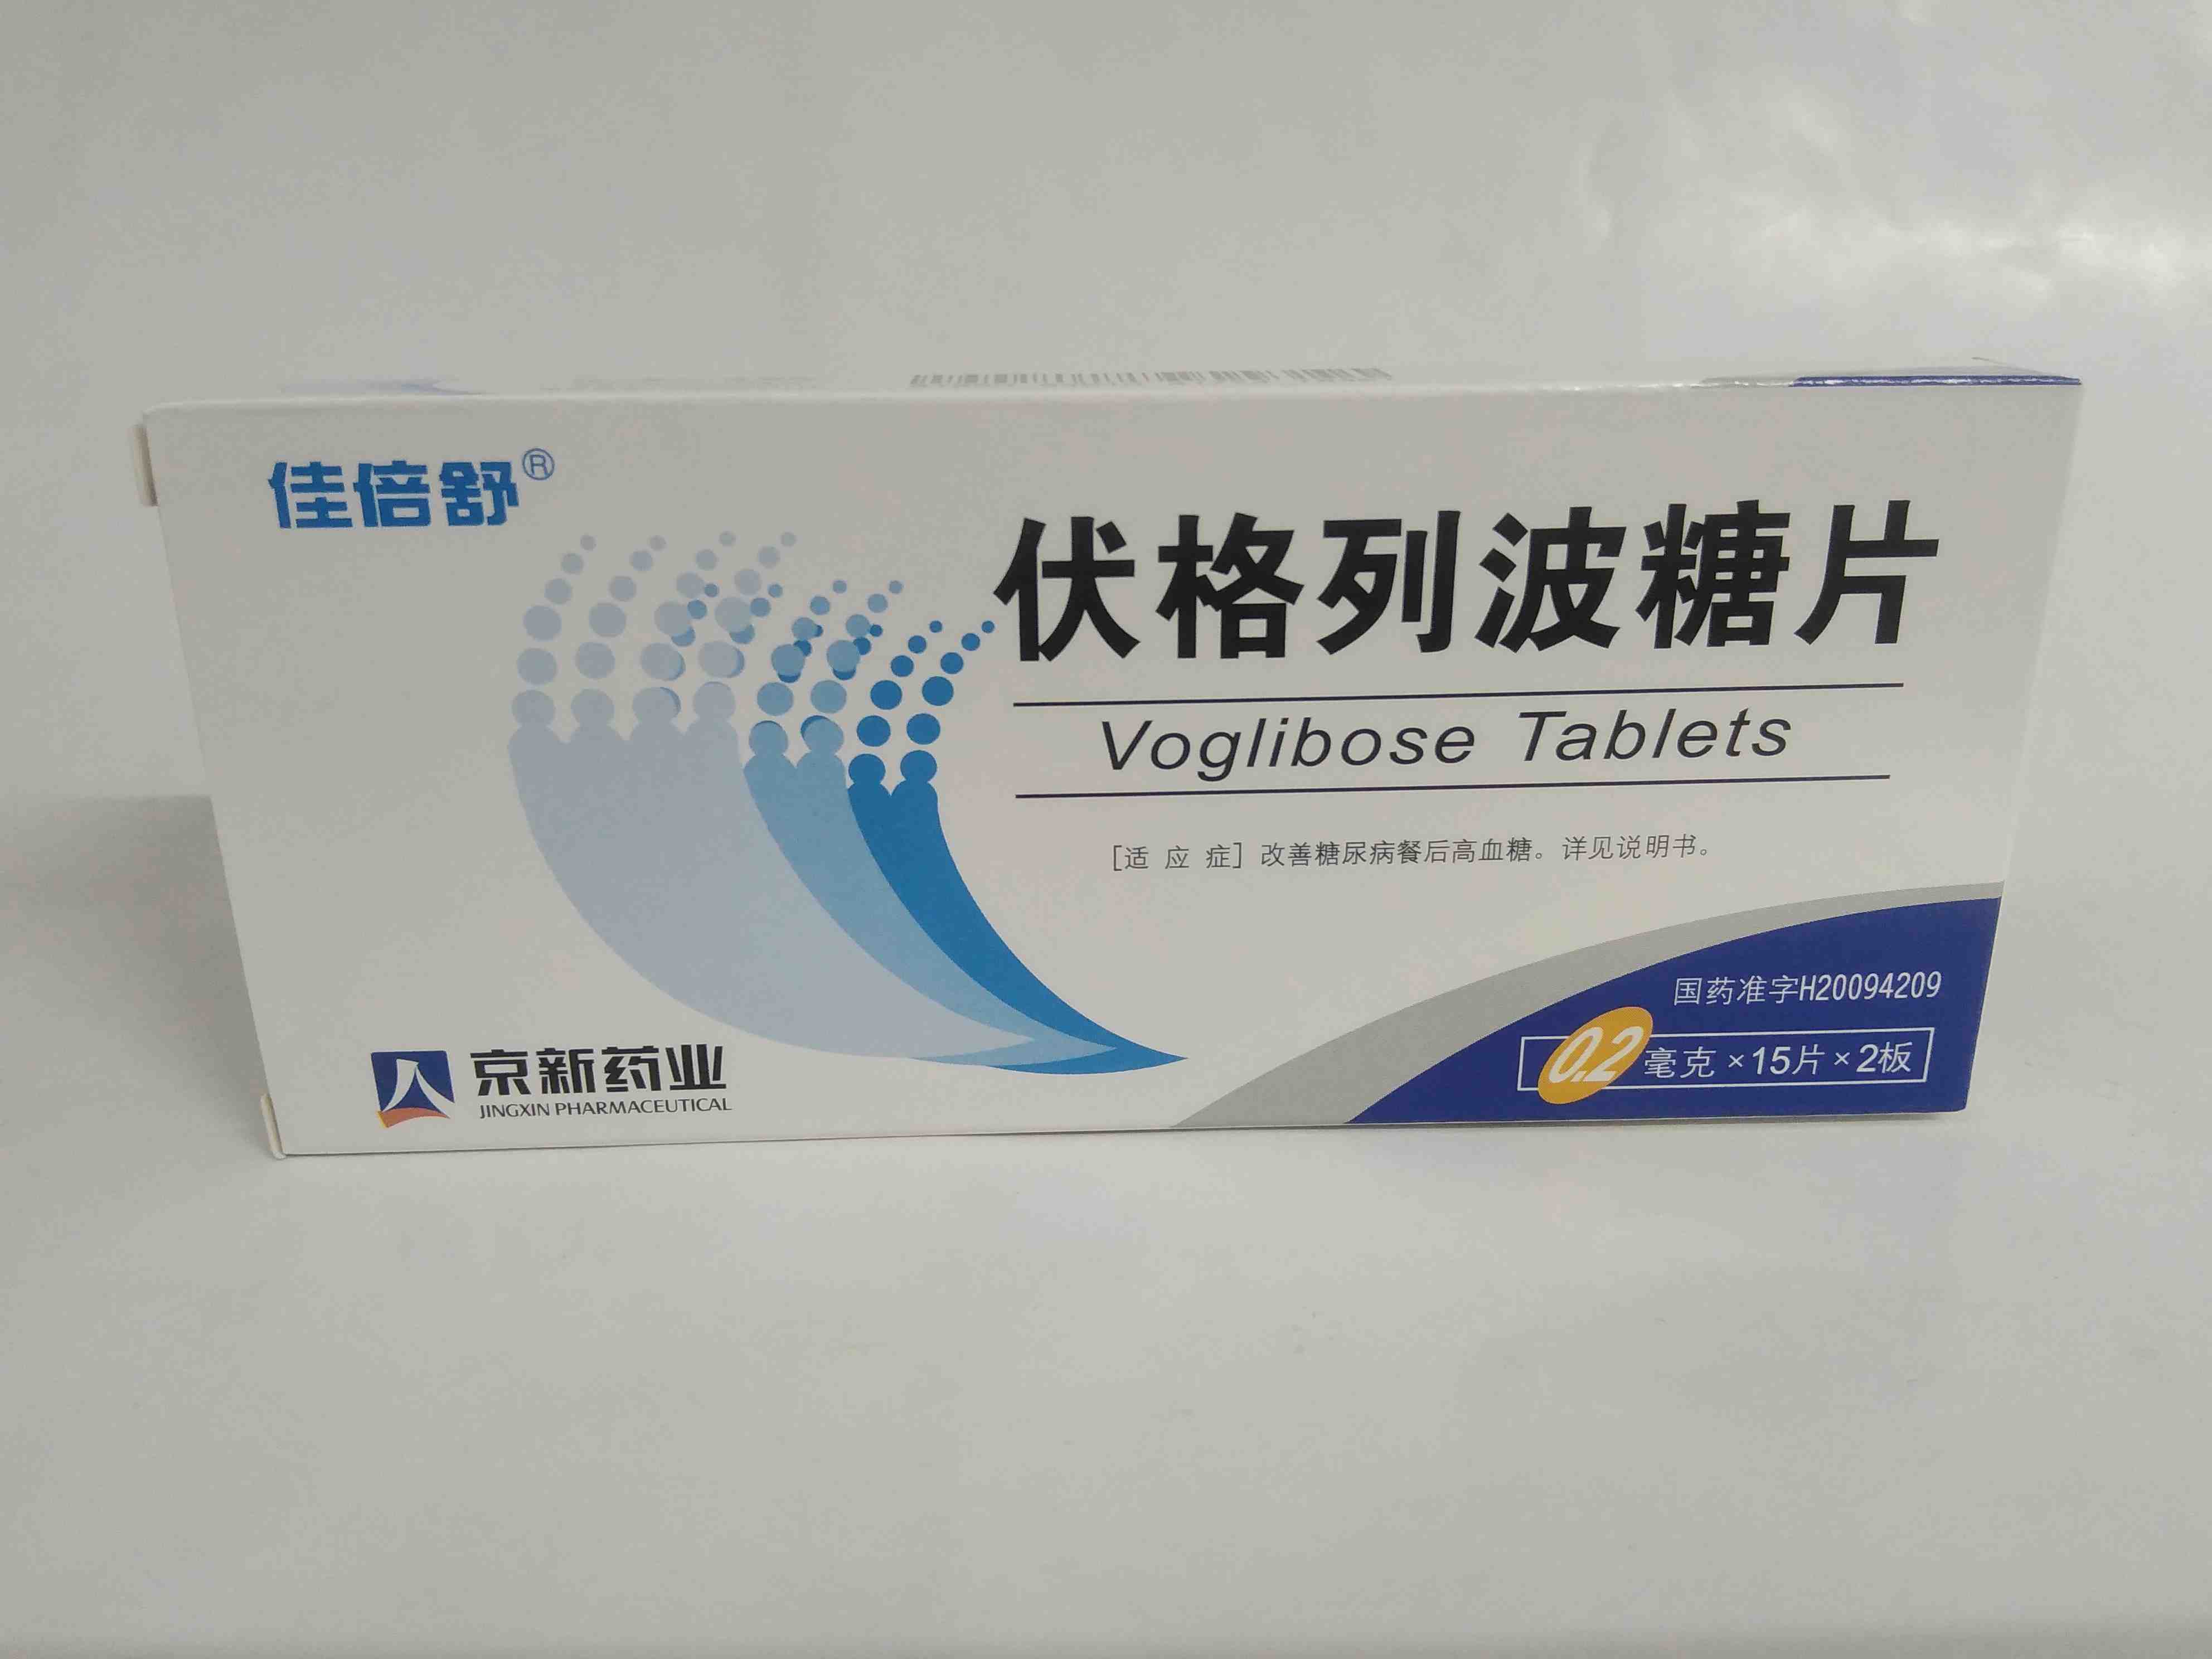 佳倍舒®
伏格列波糖片
Voglibose Tablets
[适 应 症] 改善糖尿病餐后高血糖。详见说明书。
国药准字H20094209
0.2毫克×15片×2板
京新药业
JINGXIN PHARMACEUTICAL